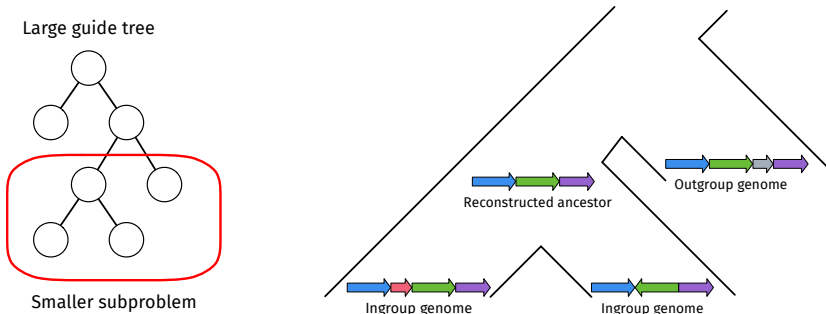 Large guide tree
Smaller subproblem
Reconstructed ancestor
Outgroup genome
Ingroup genome
Ingroup genome